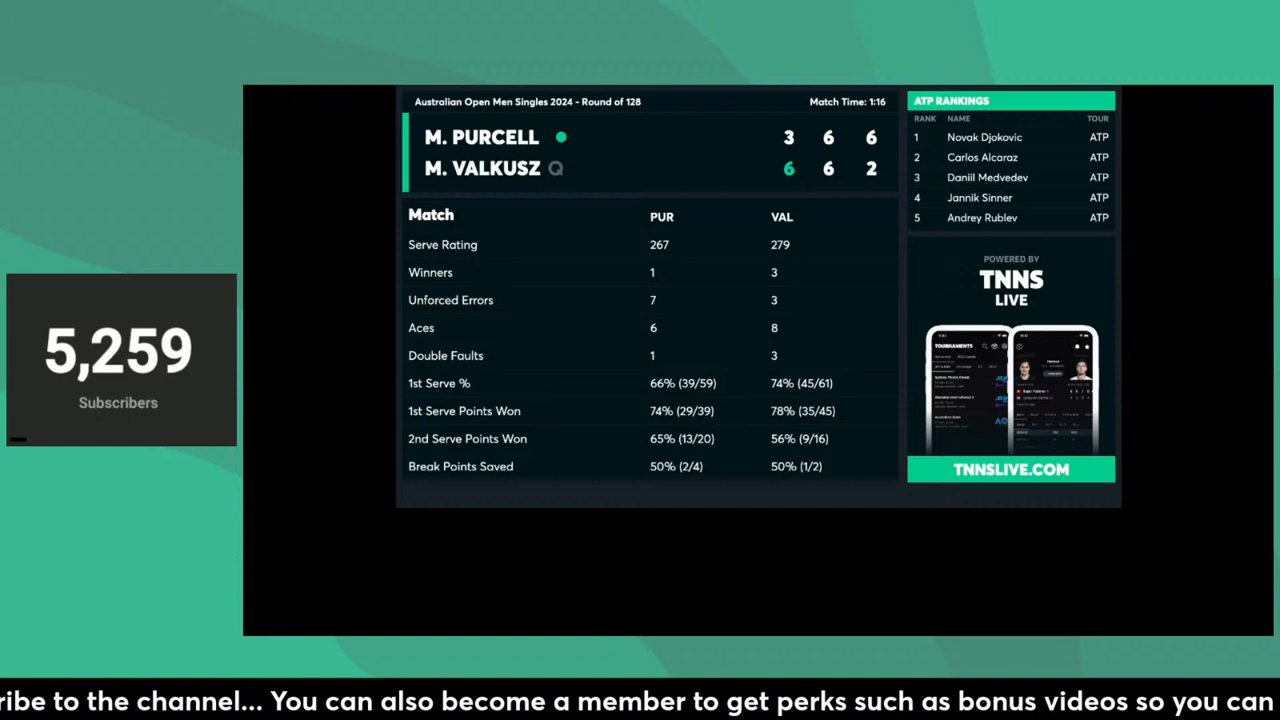 Australian Open Men Singles 2024 - Round of 128 Match Time: 1:16
M. PURCELL 3 6 6
M. VALKUSZ Q 6 6 2
Match PUR VAL
Serve Rating 267 279
Winners 1 3
Unforced Errors 7 3
Aces 6 8
Double Faults 1 3
1st Serve % 66% (39/59) 74% (45/61)
1st Serve Points Won 74% (29/39) 78% (35/45)
2nd Serve Points Won 65% (13/20) 56% (9/16)
Break Points Saved 50% (2/4) 50% (1/2)
ATP RANKINGS
RANK NAME TOUR
1 Novak Djokovic ATP
2 Carlos Alcaraz ATP
3 Daniil Medvedev ATP
4 Jannik Sinner ATP
5 Andrey Rublev ATP
POWERED BY
TNNS
LIVE
TOURNAMENTS
TNNSLIVE.COM
5,259
Subscribers
ribe to the channel... You can also become a member to get perks such as bonus videos so you can